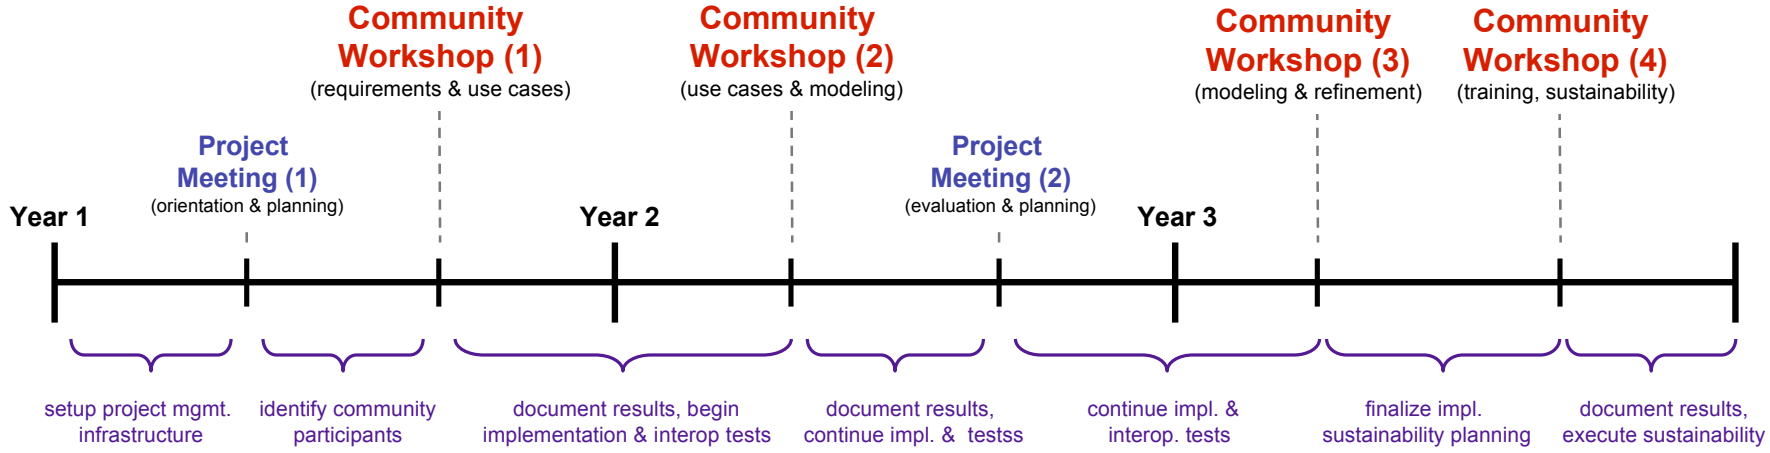 Community
Workshop (1)
(requirements & use cases)
Community
Workshop (2)
(use cases & modeling)
Community
Workshop (3)
(modeling & refinement)
Community
Workshop (4)
(training, sustainability)
Project
Meeting (1)
(orientation & planning)
Project
Meeting (2)
(evaluation & planning)
Year 1
Year 2
Year 3
setup project mgmt.
infrastructure
identify community
participants
document results, begin
implementation & interop tests
document results,
continue impl. &  testss
continue impl. &
interop. tests
finalize impl.
sustainability planning
document results,
execute sustainability